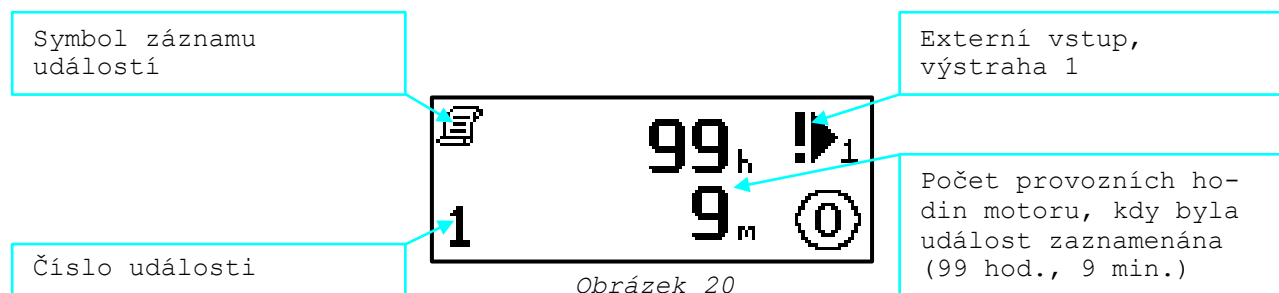 Symbol záznamu
událostí
Externí vstup,
výstraha 1
99h
1
9m
0
1
Počet provozních ho-
din motoru, kdy byla
událost zaznamenána
(99 hod., 9 min.)
Číslo události
Obrázek 20